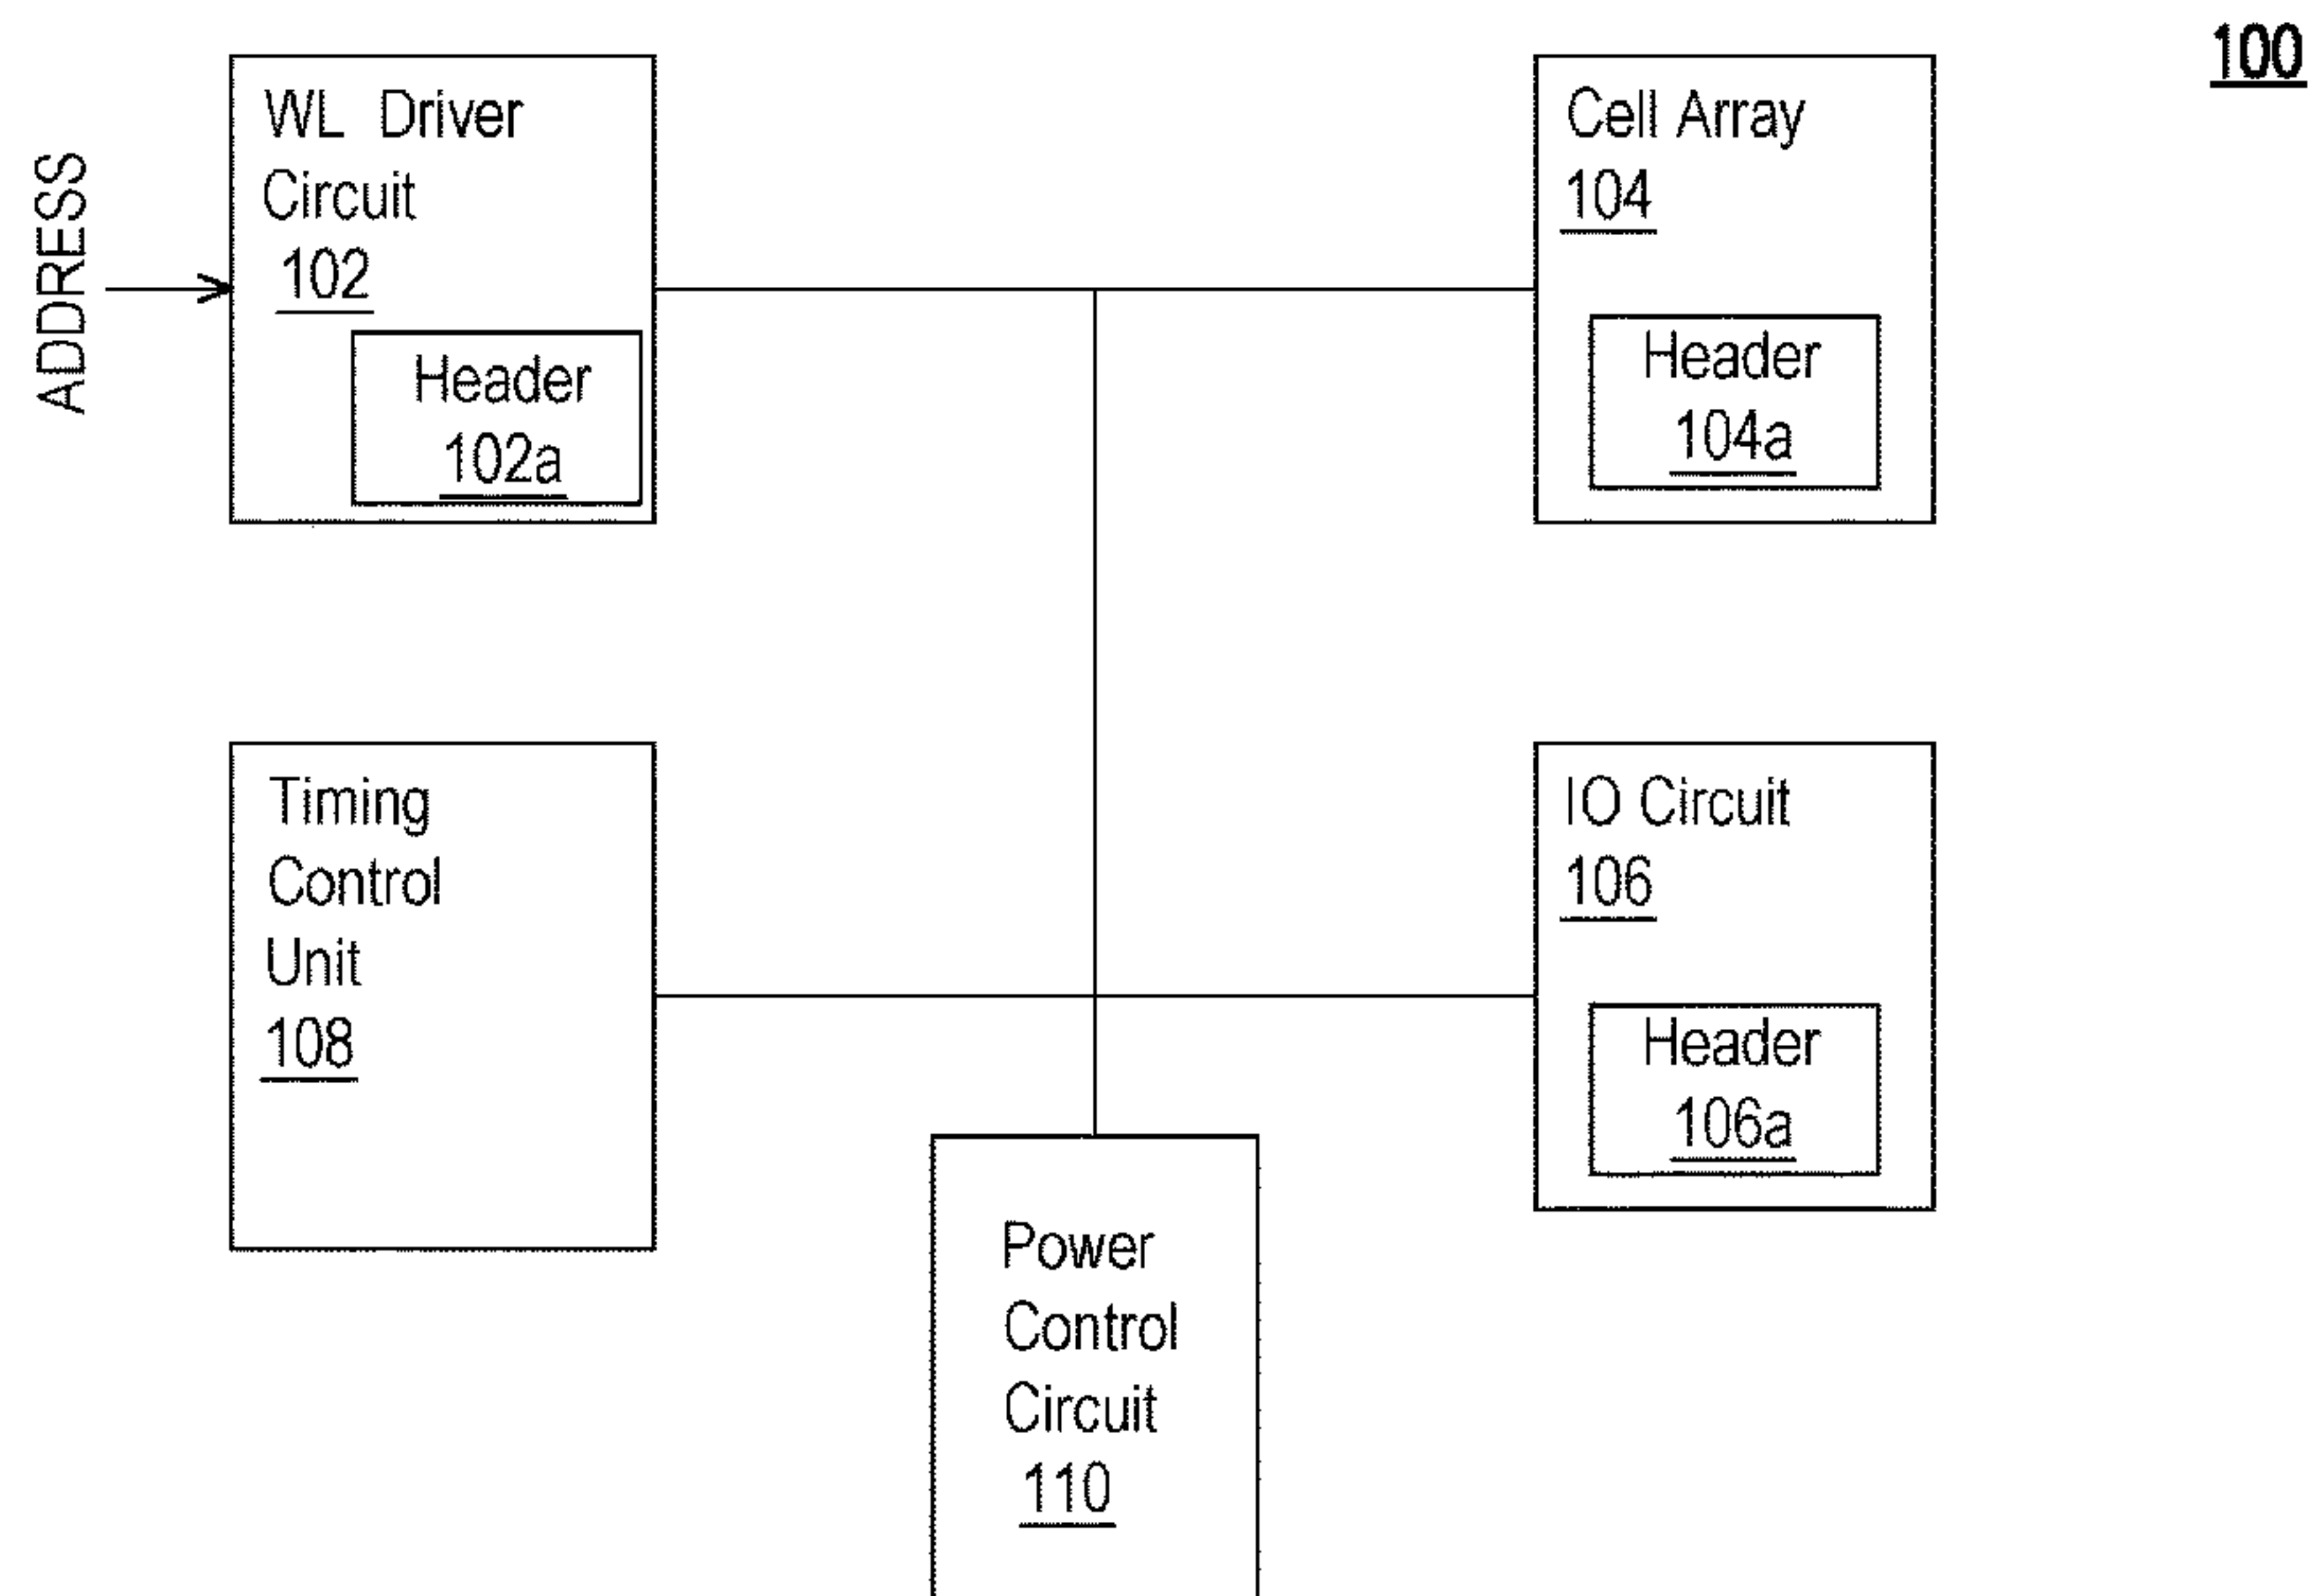 100
ADDRESS
WL Driver
Circuit
102
Header
102a
Cell Array
104
Header
104a
Timing
Control
Unit
108
IO Circuit
106
Header
106a
Power
Control
Circuit
110